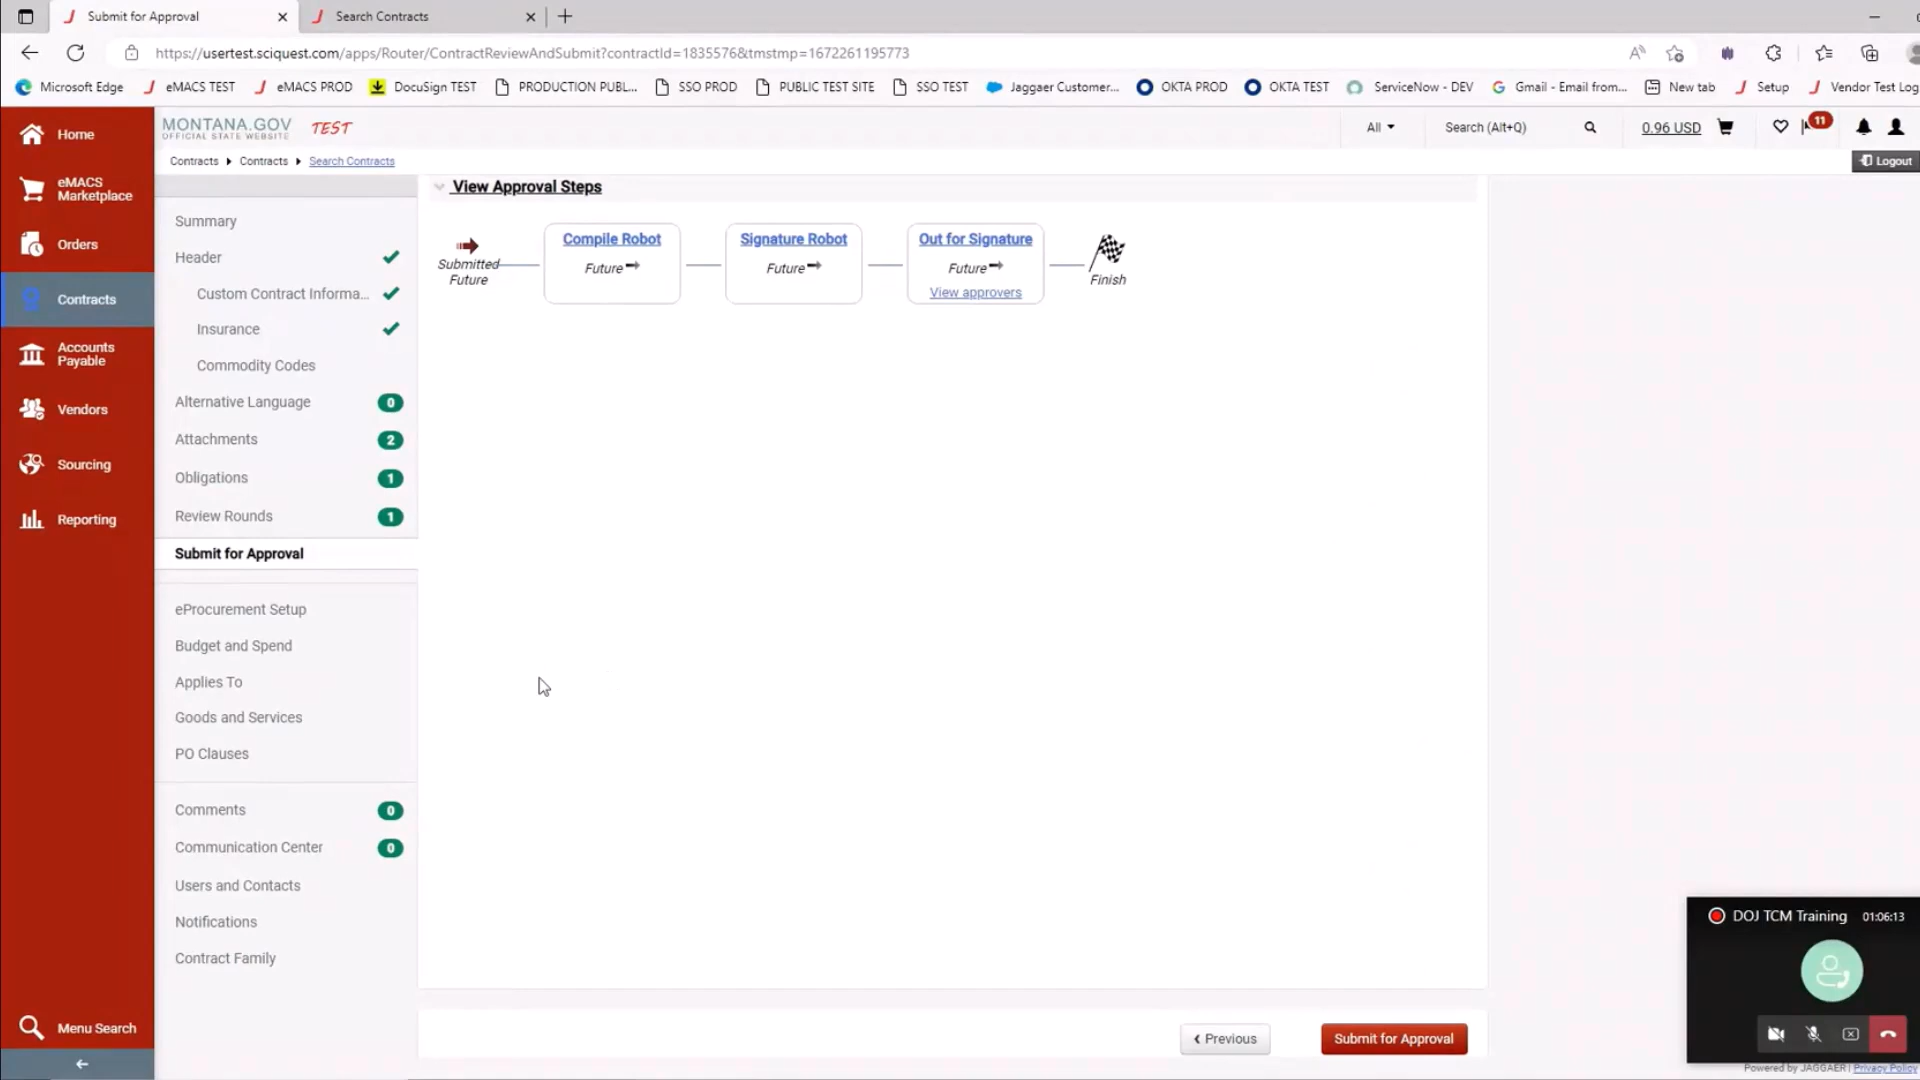 Submit for Approval
Search Contracts
https://usertest.sciquest.com/apps/Router/ContractReviewAndSubmit?contractId=1835576&tmstmp=1672261195773
Microsoft Edge
eMACS TEST
eMACS PROD
DocuSign TEST
PRODUCTION PUBL...
SSO PROD
PUBLIC TEST SITE
SSO TEST
Jaggaer Customer...
OKTA PROD
OKTA TEST
ServiceNow - DEV
Gmail - Email from...
New tab
Setup
Vendor Test Log
Home
eMACS
Marketplace
Orders
Contracts
Accounts
Payable
Vendors
Sourcing
Reporting
Menu Search
MONTANA.GOV
OFFICIAL STATE WEBSITE
TEST
All
Search (Alt+Q)
0.96 USD
11
Logout
Contracts
Contracts
Search Contracts
Summary
Header
Custom Contract Informa...
Insurance
Commodity Codes
Alternative Language 0
Attachments 2
Obligations 1
Review Rounds 1
Submit for Approval
eProcurement Setup
Budget and Spend
Applies To
Goods and Services
PO Clauses
Comments 0
Communication Center 0
Users and Contacts
Notifications
Contract Family
View Approval Steps
Submitted
Future
Compile Robot
Future
Signature Robot
Future
Out for Signature
Future
View approvers
Finish
Previous
Submit for Approval
DOJ TCM Training 01:06:13
Powered by JAGGAER | Privacy Policy